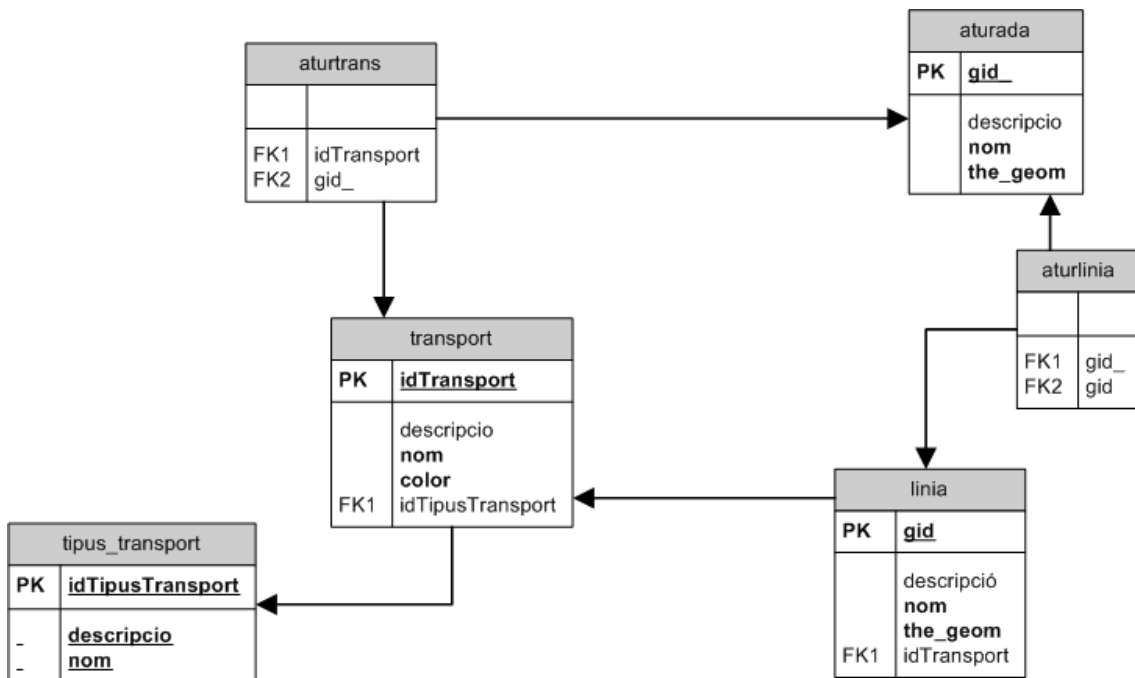 aturtrans
FK1 idTransport
FK2 gid_
aturada
PK gid_
descripcio
nom
the_geom
aturlinia
FK1 gid_
FK2 gid
transport
PK idTransport
descripcio
nom
color
FK1 idTipusTransport
linia
PK gid
descripció
nom
the_geom
FK1 idTransport
tipus_transport
PK idTipusTransport
_ descripcio
_ nom